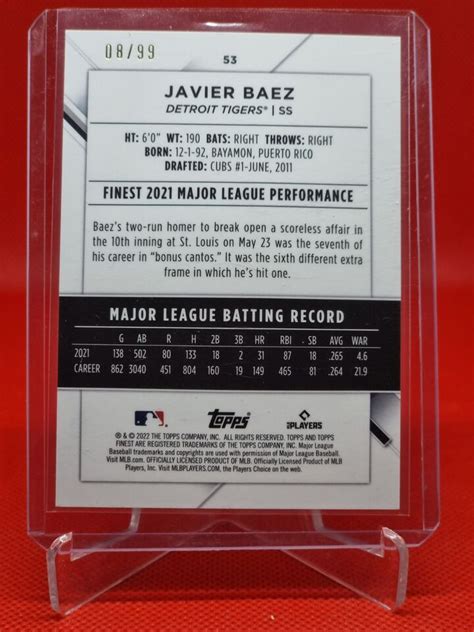 08/99
53
JAVIER BAEZ
DETROIT TIGERS® | SS
HT: 6'0" WT: 190 BATS: RIGHT THROWS: RIGHT
BORN: 12-1-92, BAYAMON, PUERTO RICO
DRAFTED: CUBS #1-JUNE, 2011
FINEST 2021 MAJOR LEAGUE PERFORMANCE
Baez's two-run homer to break open a scoreless affair in
the 10th inning at St. Louis on May 23 was the seventh of
his career in "bonus cantos." It was the sixth different extra
frame in which he's hit one.
MAJOR LEAGUE BATTING RECORD
G AB R H 2B 3B HR RBI SB AVG WAR
2021 138 502 80 133 18 2 31 87 18 .265 4.6
CAREER 862 3040 451 804 160 19 149 465 81 .264 21.9
Topps
PLAYERS
® & © 2022 THE TOPPS COMPANY, INC. ALL RIGHTS RESERVED. TOPPS AND TOPPS
FINEST ARE REGISTERED TRADEMARKS OF THE TOPPS COMPANY, INC. Major League
Baseball trademarks and copyrights are used with permission of Major League Baseball.
Visit MLB.com. OFFICIALLY LICENSED PRODUCT OF MLB. Officially Licensed Product of MLB
Players, Inc. Visit MLBPLAYERS.com, the Players Choice on the web.